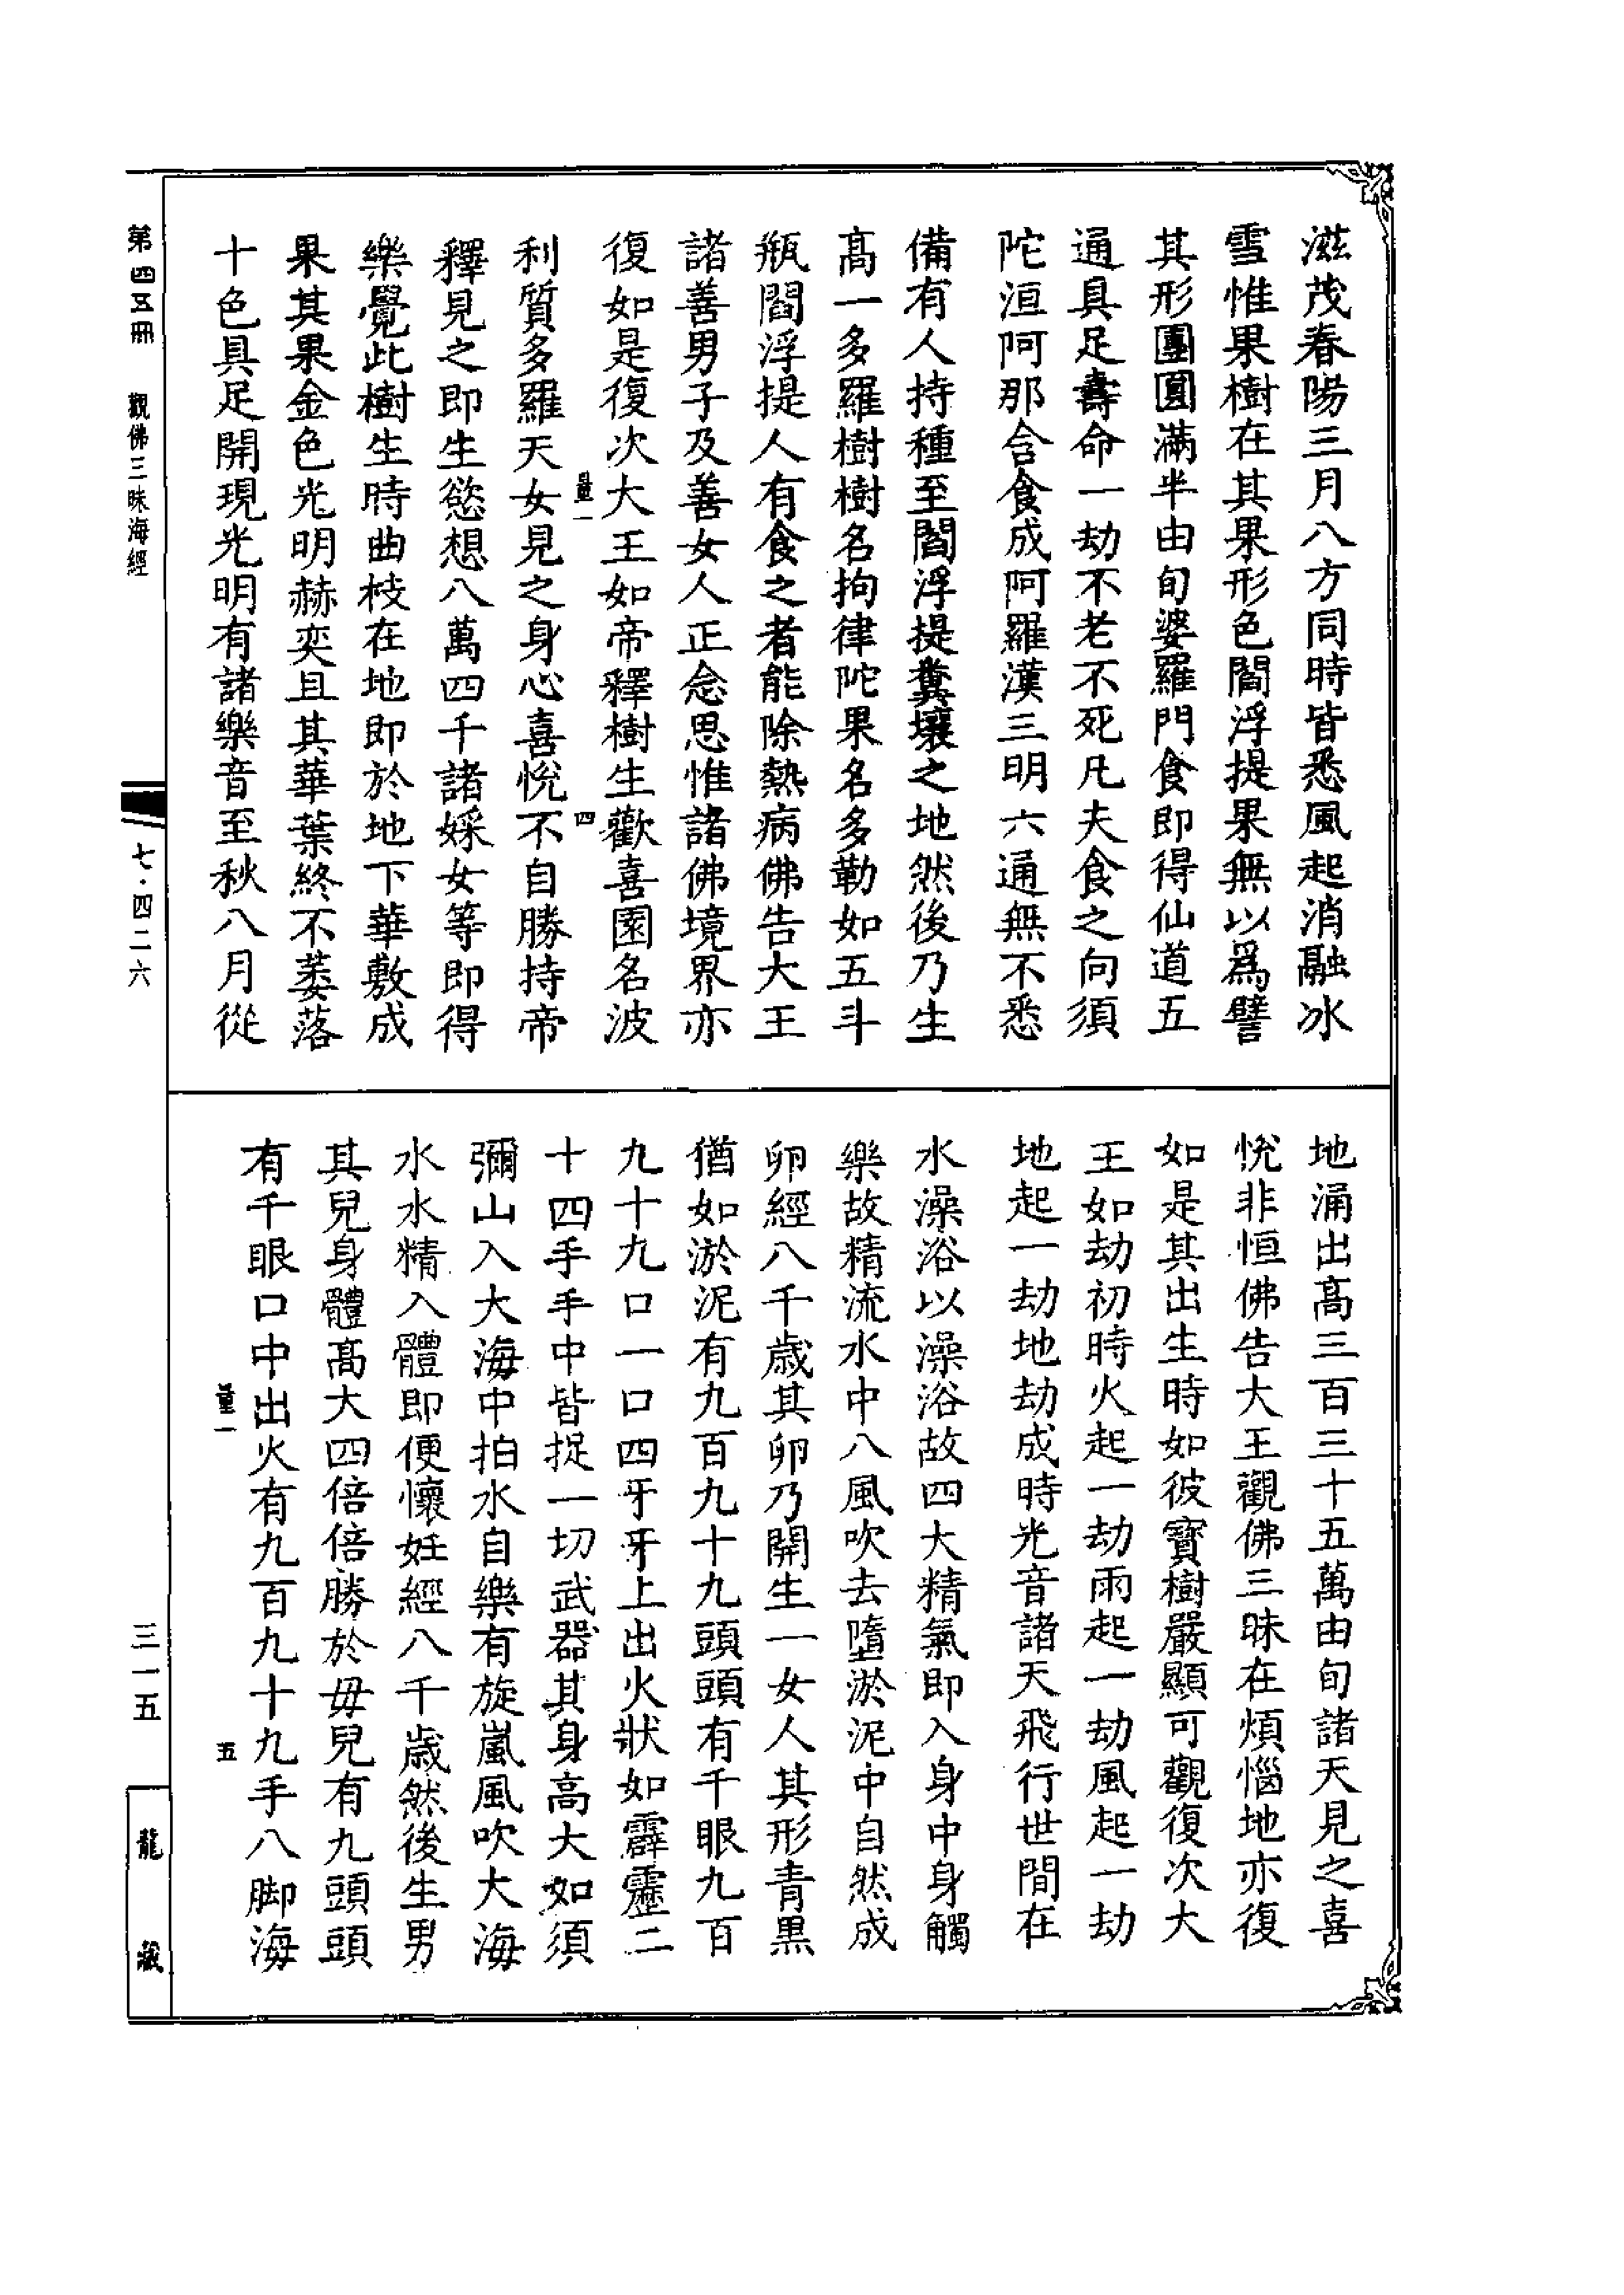 滋茂春陽三月八方同時皆悉風起消融冰
雪惟果樹在其果形色閻浮提果無以爲譬
其形團圓滿半由旬婆羅門食即得仙道五
通具足壽命一劫不老不死凡夫食之向須
陀洹阿那含食成阿羅漢三明六通無不悉
備有人持種至閻浮提糞壤之地然後乃生
高一多羅樹樹名拘律陀果名多勒如五斗
瓶閻浮提人有食之者能除熱病佛告大王
諸善男子及善女人正念思惟諸佛境界亦
復如是復次大王如帝釋樹生歡喜園名波
量一 四
利質多羅天女見之身心喜悅不自勝持帝
釋見之即生慾想八萬四千諸婇女等即得
樂覺此樹生時曲枝在地即於地下華敷成
果其果金色光明赫奕且其華葉終不萎落
十色具足開現光明有諸樂音至秋八月從
地涌出高三百三十五萬由旬諸天見之喜
悅非恒佛告大王觀佛三昧在煩惱地亦復
如是其出生時如彼寶樹嚴顯可觀復次大
王如劫初時火起一劫雨起一劫風起一劫
地起一劫地劫成時光音諸天飛行世間在
水澡浴以澡浴故四大精氣即入身中身觸
樂故精流水中八風吹去墮淤泥中自然成
卵經八千歲其卵乃開生一女人其形青黑
猶如淤泥有九百九十九頭頭有千眼九百
九十九口一口四牙牙上出火狀如霹靂二
十四手手中皆捉一切武器其身高大如須
彌山入大海中拍水自樂有旋嵐風吹大海
水水精入體即便懷妊經八千歲然後生男
其兒身體高大四倍倍勝於母兒有九頭頭
有千眼口中出火有九百九十九手八脚海
量一 五
第四五冊 觀佛三昧海經
七·四二六
三一五
龍藏